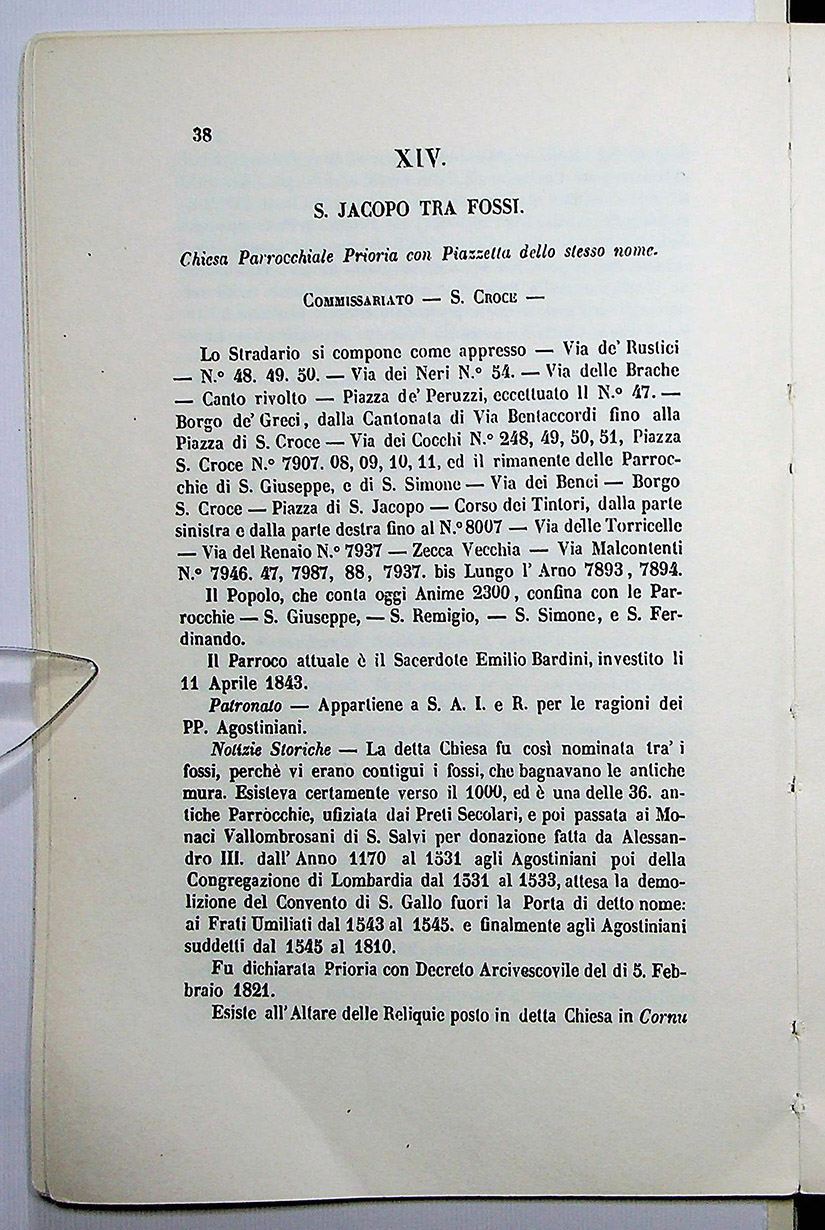 38
XIV.
S. JACOPO TRA FOSSI.
Chiesa Parrocchiale Prioria con Piazzetta dello stesso nome.
COMMISSARIATO — S. CROCE —
Lo Stradario si compone come appresso — Via de' Rustici
— N.º 48. 49. 50. — Via dei Neri N.º 54. — Via delle Brache
— Canto rivolto — Piazza de' Peruzzi, eccettuato Il N.º 47. —
Borgo de' Greci, dalla Cantonata di Via Bentaccordi fino alla
Piazza di S. Croce — Via dei Cocchi N.º 248, 49, 50, 51, Piazza
S. Croce N.º 7907. 08, 09, 10, 11, ed il rimanente delle Parroc-
chie di S. Giuseppe, e di S. Simone — Via dei Benci — Borgo
S. Croce — Piazza di S. Jacopo — Corso dei Tintori, dalla parte
sinistra e dalla parte destra fino al N.º 8007 — Via delle Torricelle
— Via del Renaio N.º 7937 — Zecca Vecchia — Via Malcontenti
N.º 7946. 47, 7987, 88, 7937. bis Lungo l' Arno 7893, 7894.
Il Popolo, che conta oggi Anime 2300, confina con le Par-
rocchie — S. Giuseppe, — S. Remigio, — S. Simone, e S. Fer-
dinando.
Il Parroco attuale è il Sacerdote Emilio Bardini, investito li
11 Aprile 1843.
Patronato — Appartiene a S. A. I. e R. per le ragioni dei
PP. Agostiniani.
Notizie Storiche — La detta Chiesa fu così nominata tra' i
fossi, perchè vi erano contigui i fossi, che bagnavano le antiche
mura. Esisteva certamente verso il 1000, ed è una delle 36. an-
tiche Parròcchie, ufiziata dai Preti Secolari, e poi passata ai Mo-
naci Vallombrosani di S. Salvi per donazione fatta da Alessan-
dro III. dall' Anno 1170 al 1531 agli Agostiniani poi della
Congregazione di Lombardia dal 1531 al 1533, attesa la demo-
lizione del Convento di S. Gallo fuori la Porta di detto nome:
ai Frati Umiliati dal 1543 al 1545. e finalmente agli Agostiniani
suddetti dal 1545 al 1810.
Fu dichiarata Prioria con Decreto Arcivescovile del di 5. Feb-
braio 1821.
Esiste all' Altare delle Reliquie posto in detta Chiesa in Cornu